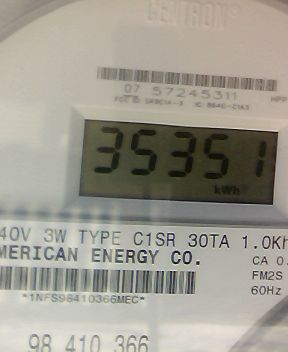 CENTRON®
07 57245311
35351
kWh
40V 3W TYPE C1SR 30TA 1.0Kh
MERICAN ENERGY CO.
CA 0.
FM2S
60Hz
*1NFS98410366MEC*
98 410 366